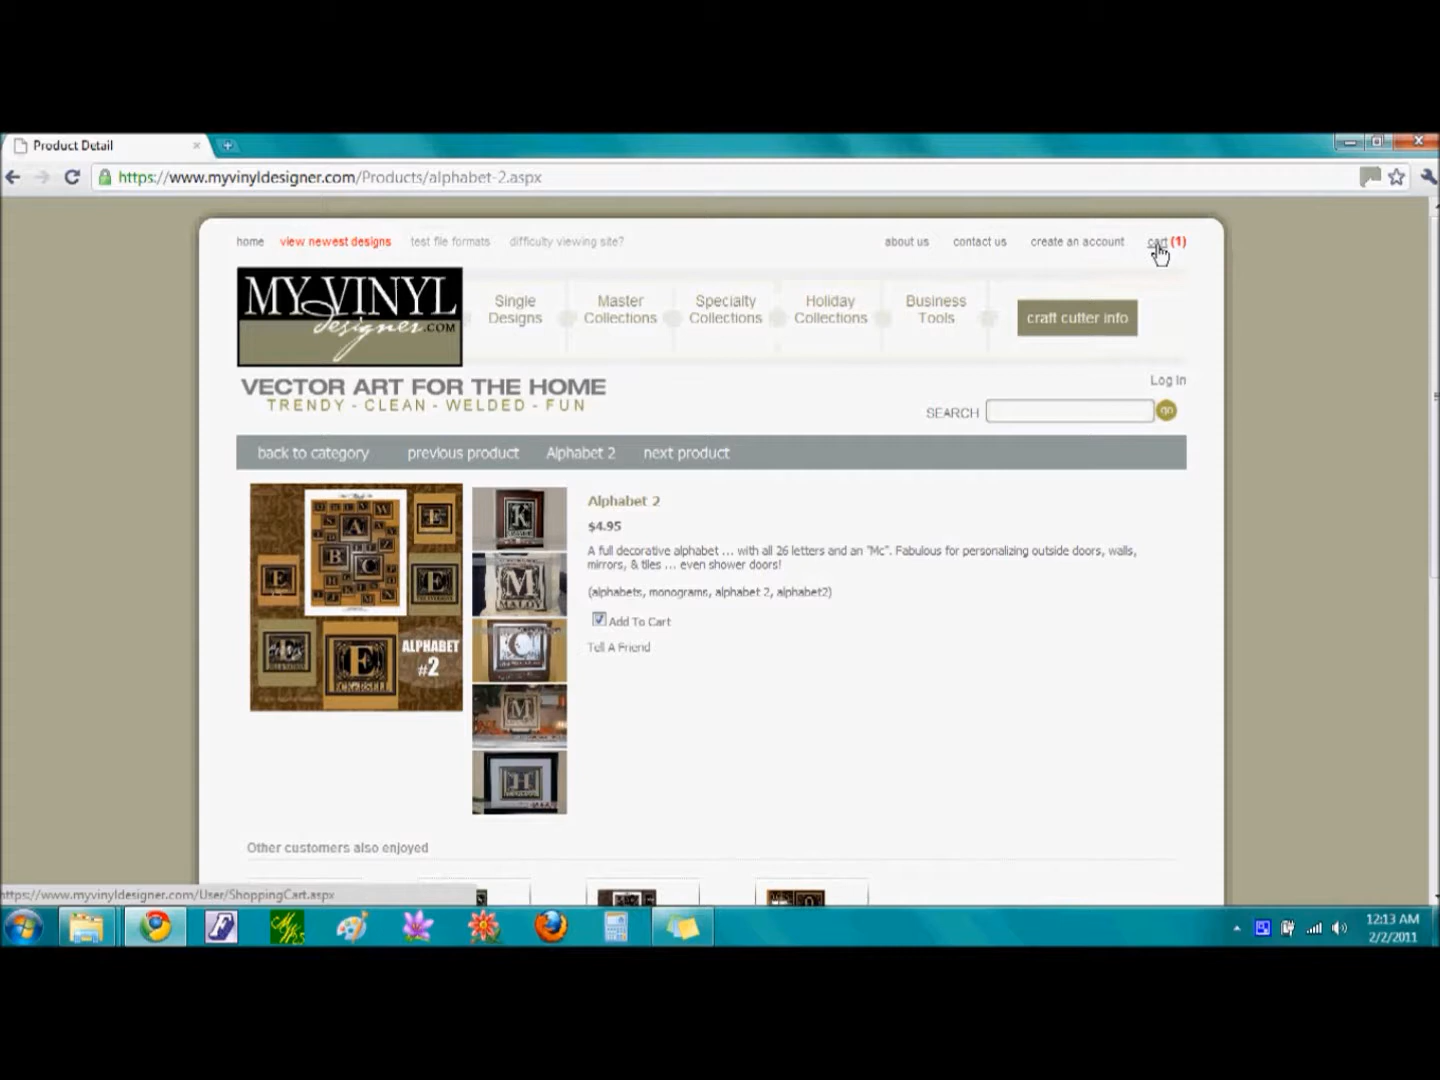 Product Detail
https://www.myvinyldesigner.com/Products/alphabet-2.aspx
home view newest designs test file formats difficulty viewing site? about us contact us create an account cart (1)
MY VINYL
designer.COM
Single Designs
Master Collections
Specialty Collections
Holiday Collections
Business Tools
craft cutter info
VECTOR ART FOR THE HOME
TRENDY - CLEAN - WELDED - FUN
Log In
SEARCH go
back to category previous product Alphabet 2 next product
ALPHABET
#2
K
M
MALOY
C
M
H
Alphabet 2
$4.95
A full decorative alphabet ... with all 26 letters and an "Mc". Fabulous for personalizing outside doors, walls,
mirrors, & tiles ... even shower doors!
(alphabets, monograms, alphabet 2, alphabet2)
Add To Cart
Tell A Friend
Other customers also enjoyed
https://www.myvinyldesigner.com/User/ShoppingCart.aspx
12:13 AM
2/2/2011